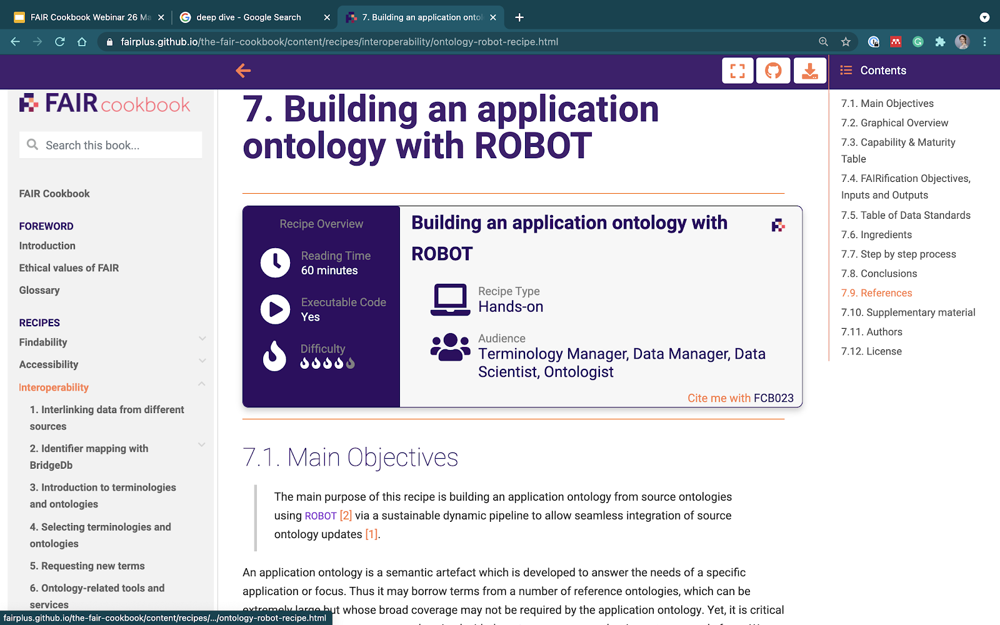 FAIR Cookbook Webinar 26 Ma
deep dive - Google Search
7. Building an application ontol
fairplus.github.io/the-fair-cookbook/content/recipes/interoperability/ontology-robot-recipe.html
Contents
FAIR cookbook
Search this book...
FAIR Cookbook
FOREWORD
Introduction
Ethical values of FAIR
Glossary
RECIPES
Findability
Accessibility
Interoperability
1. Interlinking data from different
sources
2. Identifier mapping with
BridgeDb
3. Introduction to terminologies
and ontologies
4. Selecting terminologies and
ontologies
5. Requesting new terms
6. Ontology-related tools and
services
fairplus.github.io/the-fair-cookbook/content/recipes/.../ontology-robot-recipe.html
7. Building an application
ontology with ROBOT
Recipe Overview
Reading Time
60 minutes
Executable Code
Yes
Difficulty
Building an application ontology with
ROBOT
Recipe Type
Hands-on
Audience
Terminology Manager, Data Manager, Data
Scientist, Ontologist
Cite me with FCB023
7.1. Main Objectives
The main purpose of this recipe is building an application ontology from source ontologies
using ROBOT [2] via a sustainable dynamic pipeline to allow seamless integration of source
ontology updates [1].
An application ontology is a semantic artefact which is developed to answer the needs of a specific
application or focus. Thus it may borrow terms from a number of reference ontologies, which can be
extremely large but whose broad coverage may not be required by the application ontology. Yet, it is critical
7.1. Main Objectives
7.2. Graphical Overview
7.3. Capability & Maturity
Table
7.4. FAIRification Objectives,
Inputs and Outputs
7.5. Table of Data Standards
7.6. Ingredients
7.7. Step by step process
7.8. Conclusions
7.9. References
7.10. Supplementary material
7.11. Authors
7.12. License